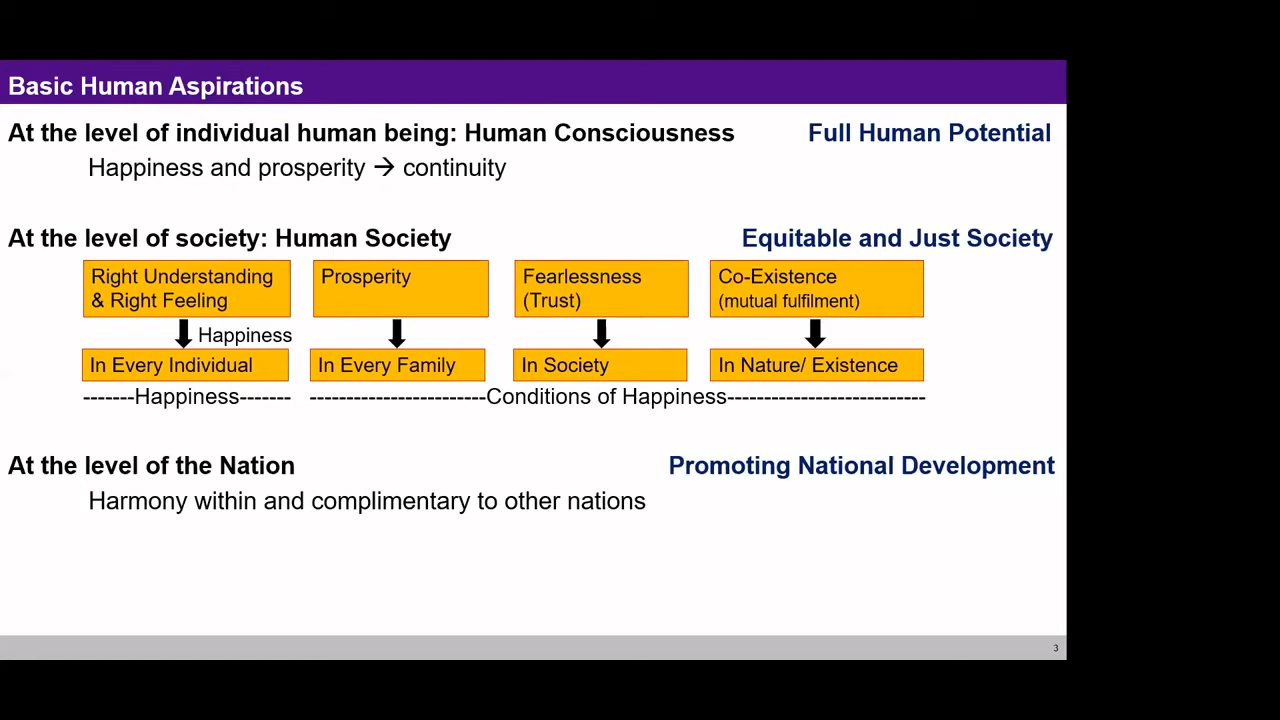 Basic Human Aspirations
At the level of individual human being: Human Consciousness Full Human Potential
Happiness and prosperity → continuity
At the level of society: Human Society Equitable and Just Society
Right Understanding
& Right Feeling
Prosperity
Fearlessness
(Trust)
Co-Existence
(mutual fulfilment)
Happiness
In Every Individual
In Every Family
In Society
In Nature/ Existence
-------Happiness------- ------------------------Conditions of Happiness---------------------------
At the level of the Nation Promoting National Development
Harmony within and complimentary to other nations
3